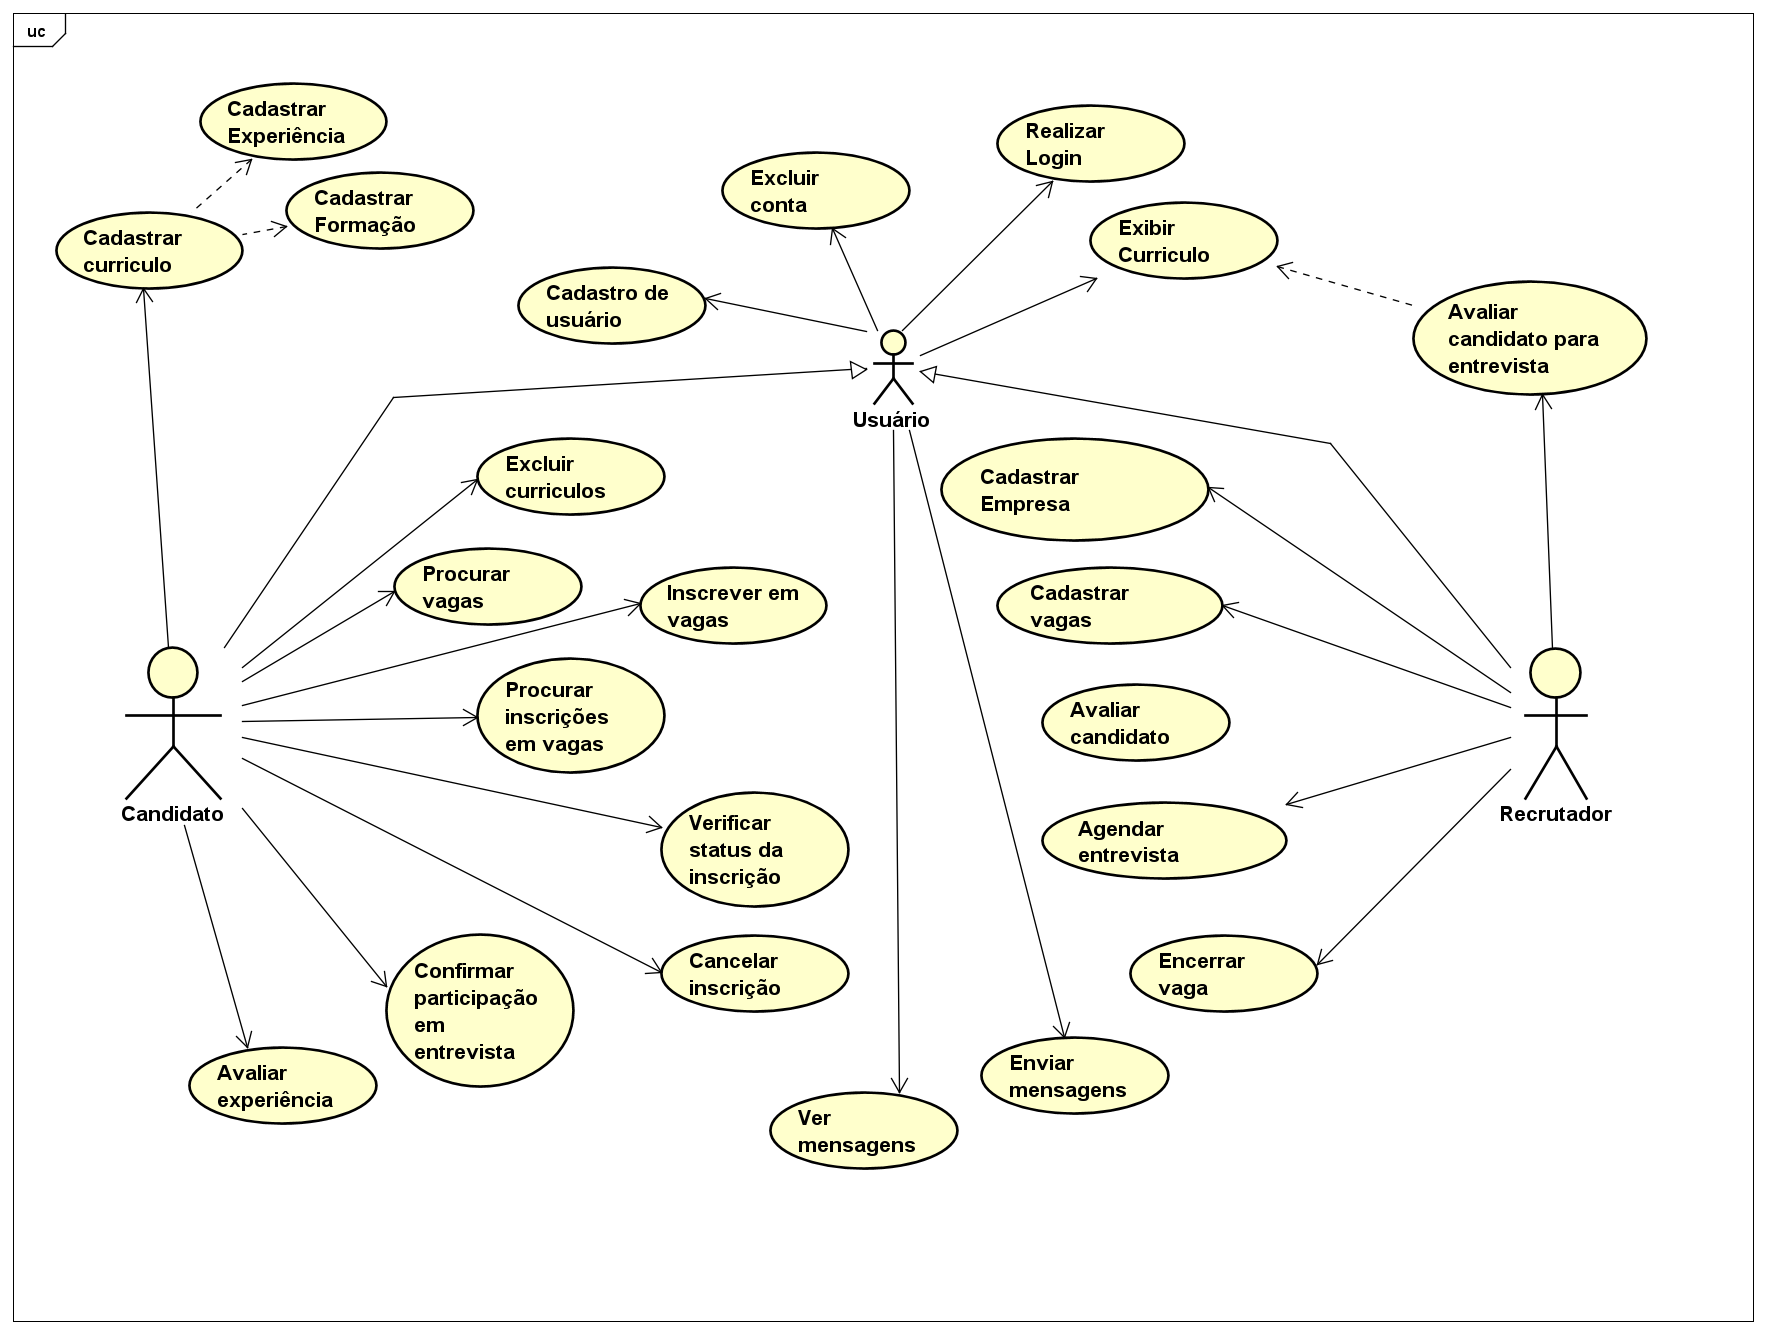 uc
Cadastrar
Experiência
Cadastrar
Formação
Cadastrar
curriculo
Excluir
conta
Realizar
Login
Exibir
Curriculo
Cadastro de
usuário
Avaliar
candidato para
entrevista
Usuário
Excluir
curriculos
Cadastrar
Empresa
Procurar
vagas
Inscrever em
vagas
Cadastrar
vagas
Procurar
inscrições
em vagas
Avaliar
candidato
Candidato
Recrutador
Verificar
status da
inscrição
Agendar
entrevista
Confirmar
participação
em
entrevista
Cancelar
inscrição
Encerrar
vaga
Avaliar
experiência
Enviar
mensagens
Ver
mensagens